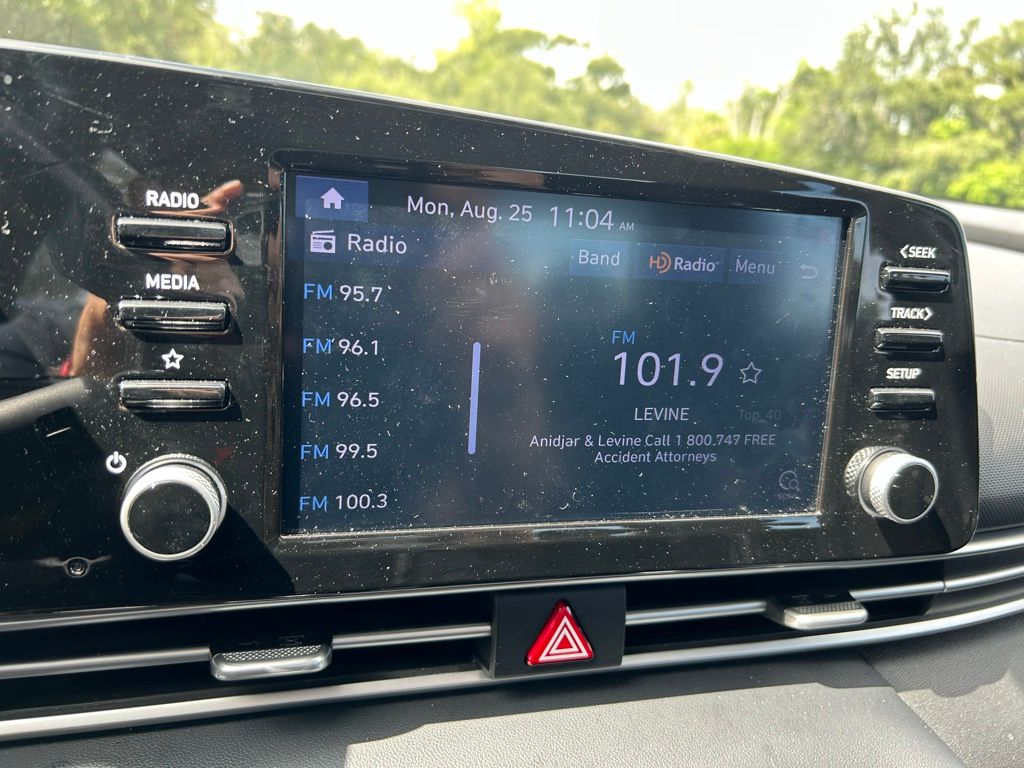 RADIO
MEDIA
Mon, Aug. 25 11:04 AM
Radio
Band HD Radio Menu
FM 95.7
FM 96.1
FM 96.5
FM 99.5
FM 100.3
FM
101.9
LEVINE Top_40
Anidjar & Levine Call 1 800.747 FREE
Accident Attorneys
< SEEK
TRACK >
SETUP